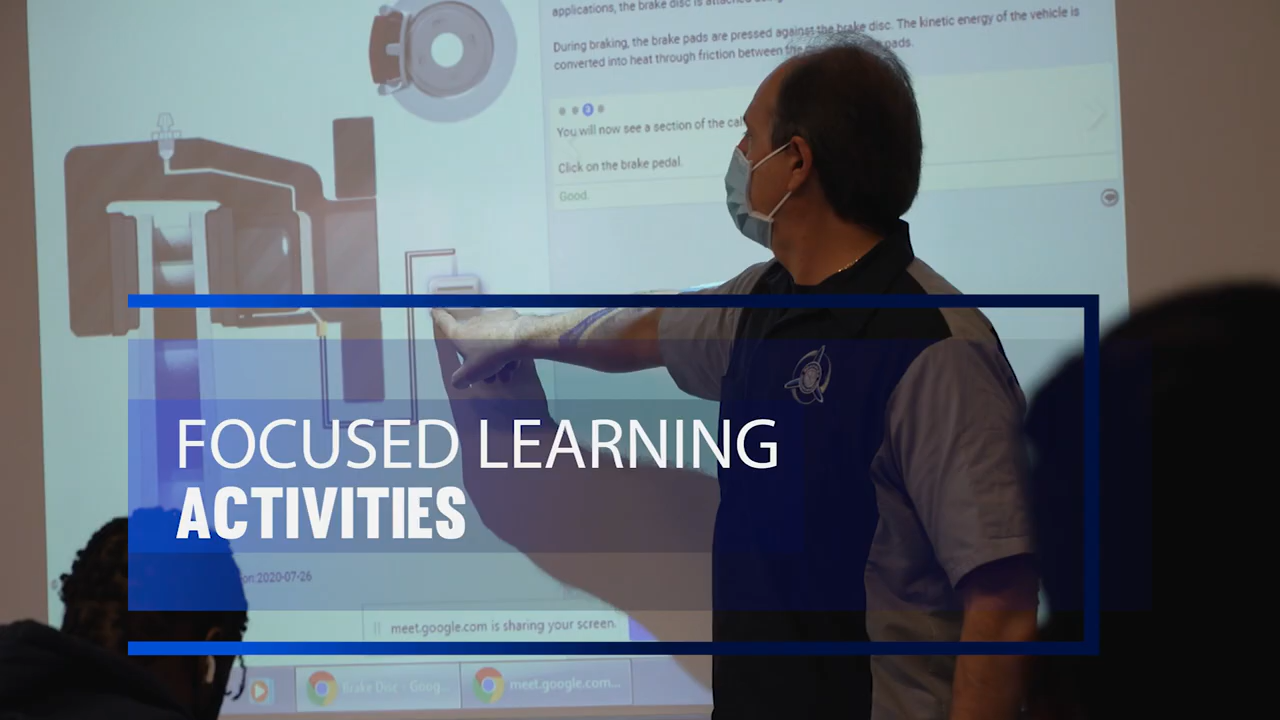 applications, the brake disc is attached
During braking, the brake pads are pressed against the brake disc. The kinetic energy of the vehicle is
converted into heat through friction between the pads.
3
You will now see a section of the
Click on the brake pedal.
Good.
FOCUSED LEARNING
ACTIVITIES
on:2020-07-26
meet.google.com is sharing your screen.
Brake Disc - Goog...
meet.google.com...